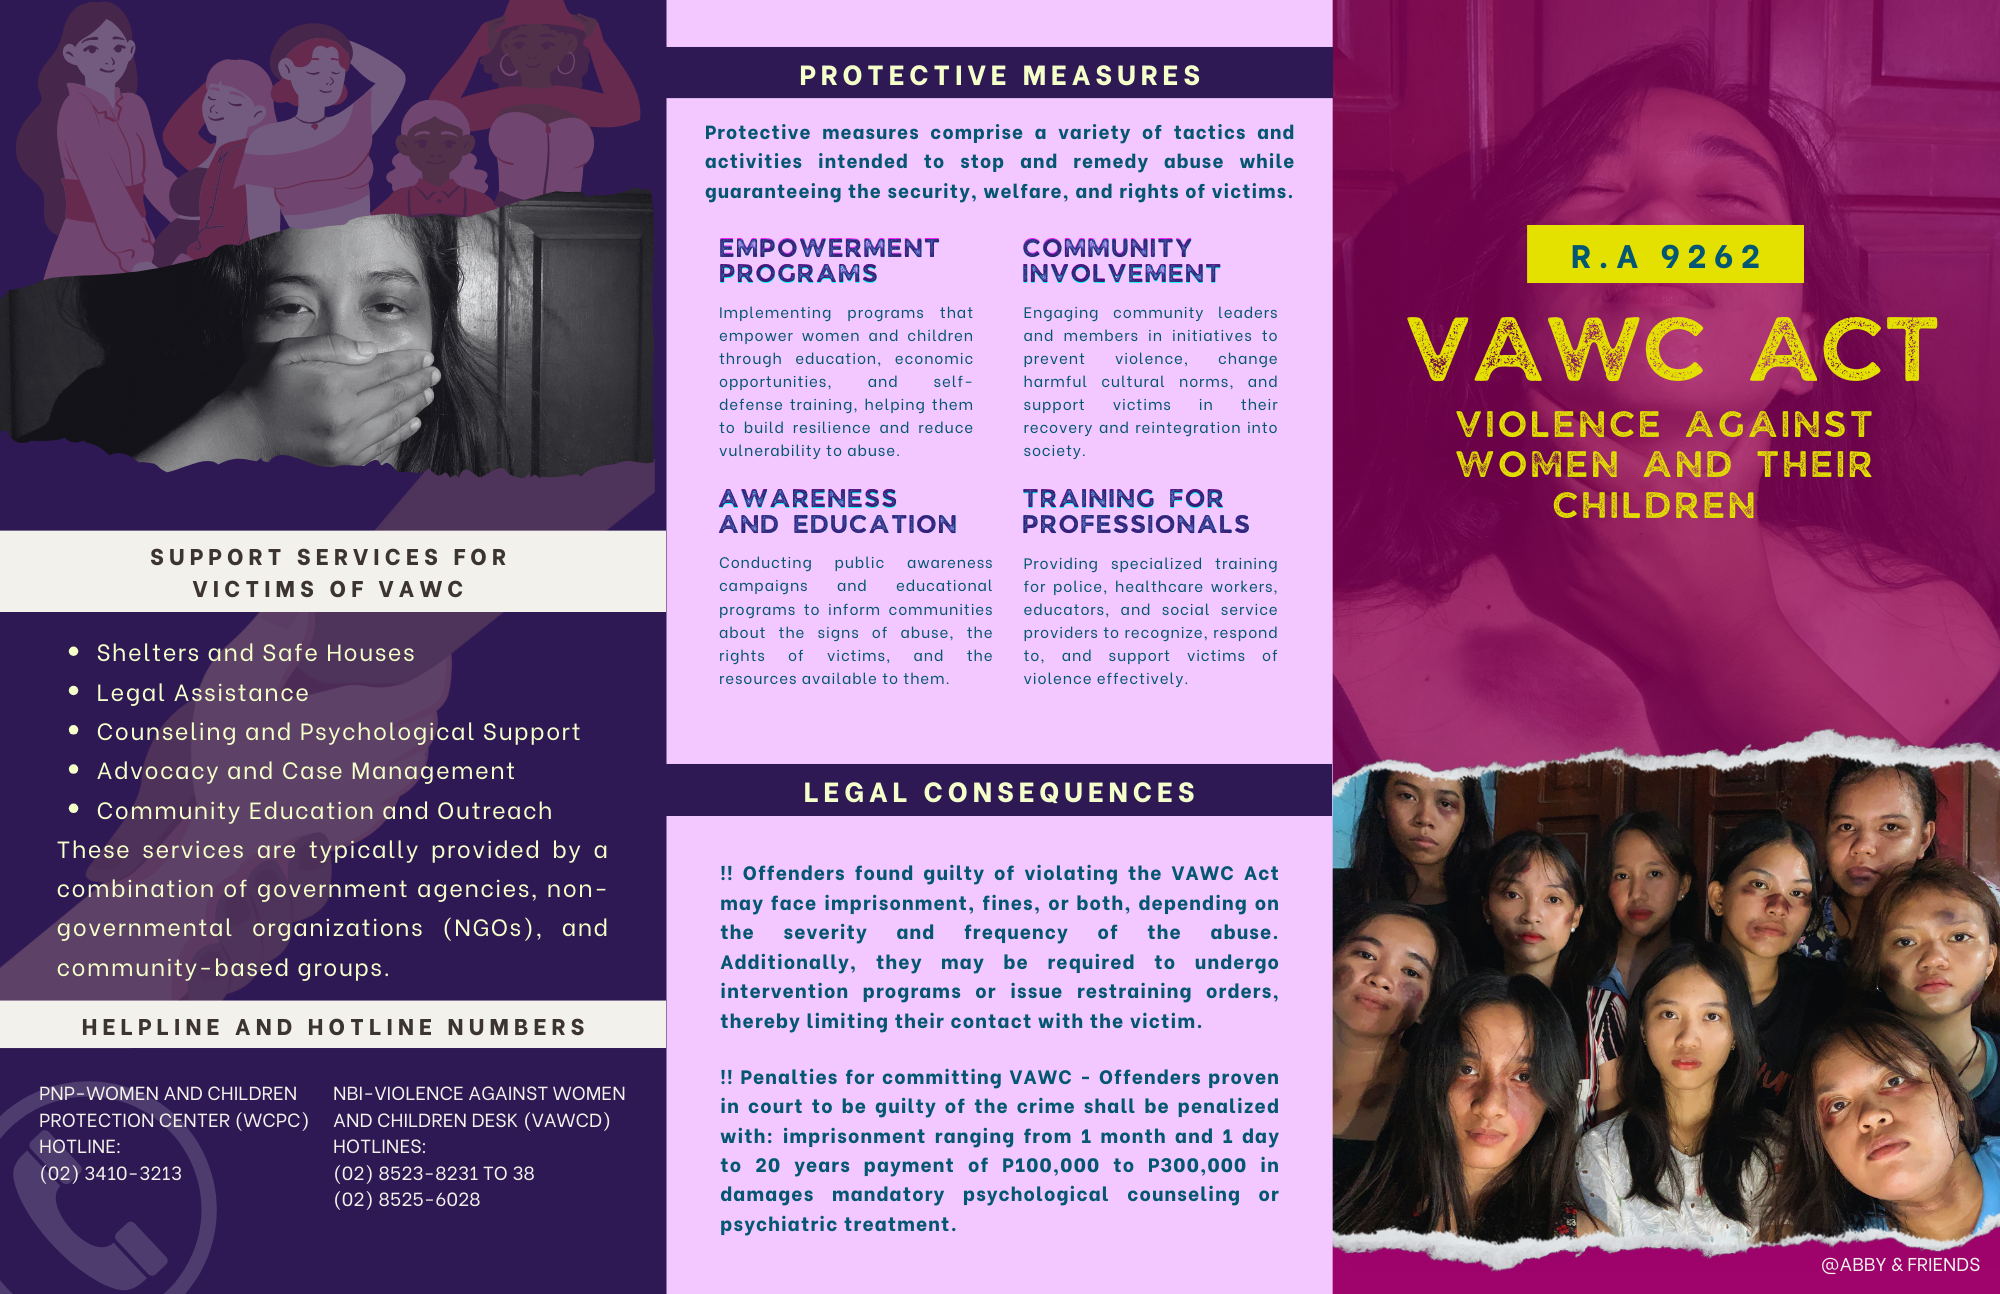 SUPPORT SERVICES FOR
VICTIMS OF VAWC
• Shelters and Safe Houses
• Legal Assistance
• Counseling and Psychological Support
• Advocacy and Case Management
• Community Education and Outreach
These services are typically provided by a
combination of government agencies, non-
governmental organizations (NGOs), and
community-based groups.
HELPLINE AND HOTLINE NUMBERS
PNP-WOMEN AND CHILDREN
PROTECTION CENTER (WCPC)
HOTLINE:
(02) 3410-3213
NBI-VIOLENCE AGAINST WOMEN
AND CHILDREN DESK (VAWCD)
HOTLINES:
(02) 8523-8231 TO 38
(02) 8525-6028
PROTECTIVE MEASURES
Protective measures comprise a variety of tactics and
activities intended to stop and remedy abuse while
guaranteeing the security, welfare, and rights of victims.
EMPOWERMENT
PROGRAMS
Implementing programs that
empower women and children
through education, economic
opportunities, and self-
defense training, helping them
to build resilience and reduce
vulnerability to abuse.
COMMUNITY
INVOLVEMENT
Engaging community leaders
and members in initiatives to
prevent violence, change
harmful cultural norms, and
support victims in their
recovery and reintegration into
society.
AWARENESS
AND EDUCATION
Conducting public awareness
campaigns and educational
programs to inform communities
about the signs of abuse, the
rights of victims, and the
resources available to them.
TRAINING FOR
PROFESSIONALS
Providing specialized training
for police, healthcare workers,
educators, and social service
providers to recognize, respond
to, and support victims of
violence effectively.
LEGAL CONSEQUENCES
!! Offenders found guilty of violating the VAWC Act
may face imprisonment, fines, or both, depending on
the severity and frequency of the abuse.
Additionally, they may be required to undergo
intervention programs or issue restraining orders,
thereby limiting their contact with the victim.
!! Penalties for committing VAWC - Offenders proven
in court to be guilty of the crime shall be penalized
with: imprisonment ranging from 1 month and 1 day
to 20 years payment of P100,000 to P300,000 in
damages mandatory psychological counseling or
psychiatric treatment.
R.A 9262
VAWC ACT
VIOLENCE AGAINST
WOMEN AND THEIR
CHILDREN
@ABBY & FRIENDS